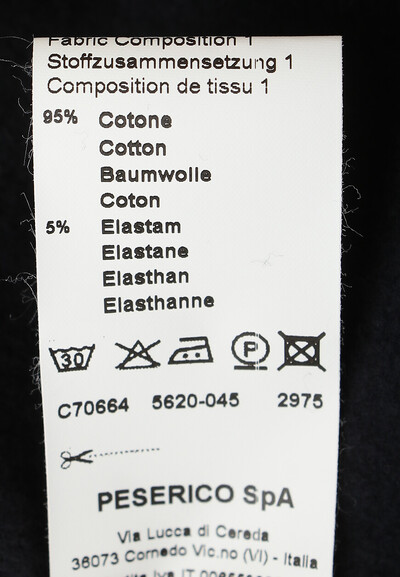 Fabric Composition 1
Stoffzusammensetzung 1
Composition de tissu 1
95% Cotone
Cotton
Baumwolle
Coton
5% Elastam
Elastane
Elasthan
Elasthanne
30 P
C70664 5620-045 2975
PESERICO SpA
Via Lucca di Cereda
36073 Cornedo Vic.no (VI) - Italia